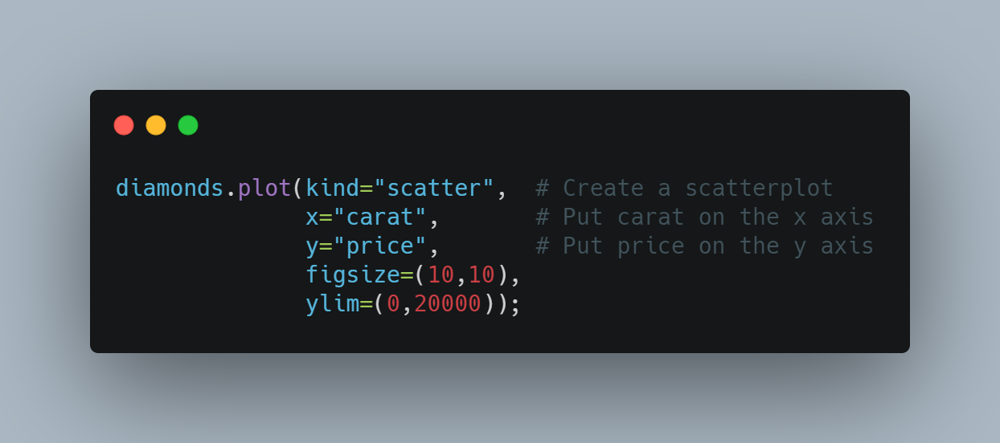 diamonds.plot(kind="scatter",  # Create a scatterplot
              x="carat",       # Put carat on the x axis
              y="price",       # Put price on the y axis
              figsize=(10,10),
              ylim=(0,20000));